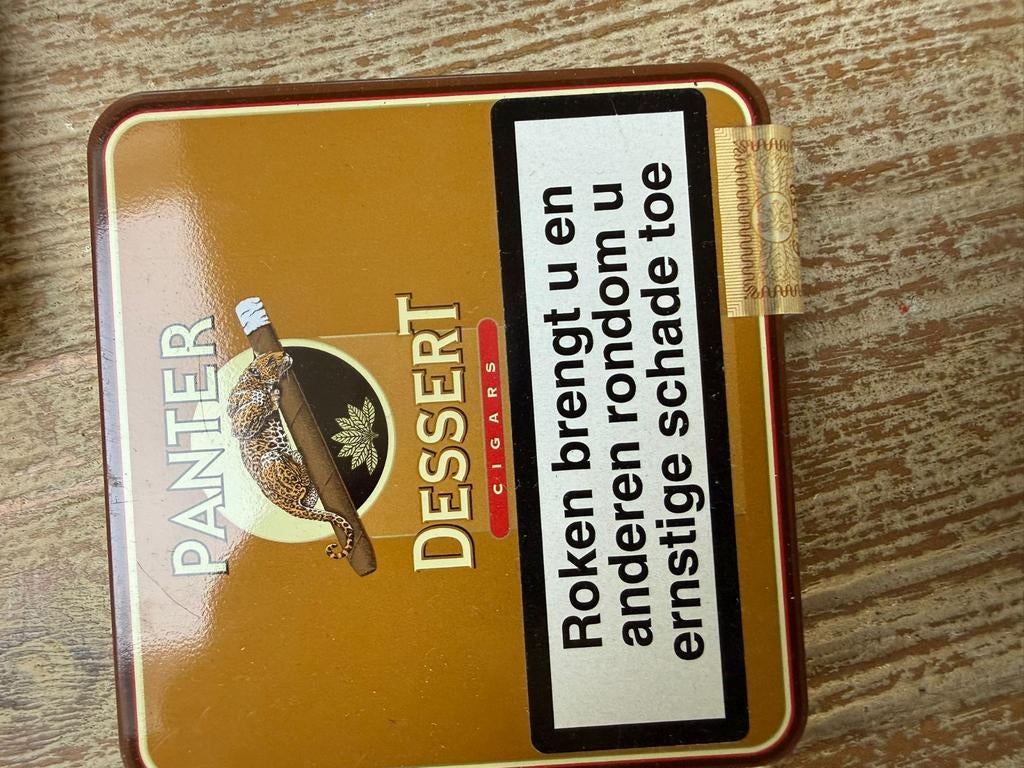 PANTER
DESSERT
CIGARS
Roken brengt u en
anderen rondom u
ernstige schade toe